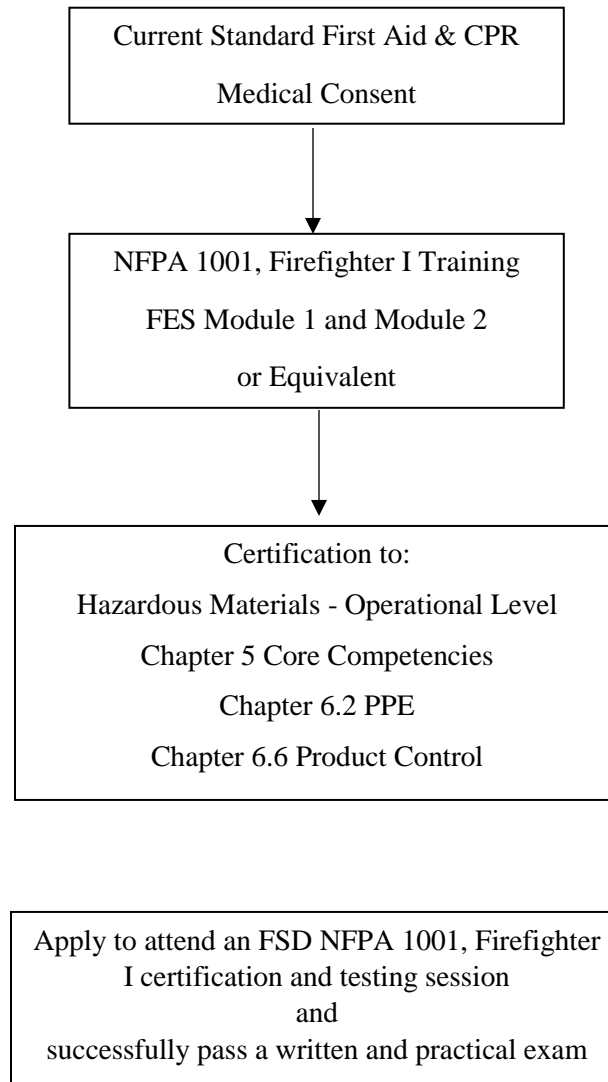 Current Standard First Aid & CPR
Medical Consent
NFPA 1001, Firefighter I Training
FES Module 1 and Module 2
or Equivalent
Certification to:
Hazardous Materials - Operational Level
Chapter 5 Core Competencies
Chapter 6.2 PPE
Chapter 6.6 Product Control
Apply to attend an FSD NFPA 1001, Firefighter
I certification and testing session
and
successfully pass a written and practical exam